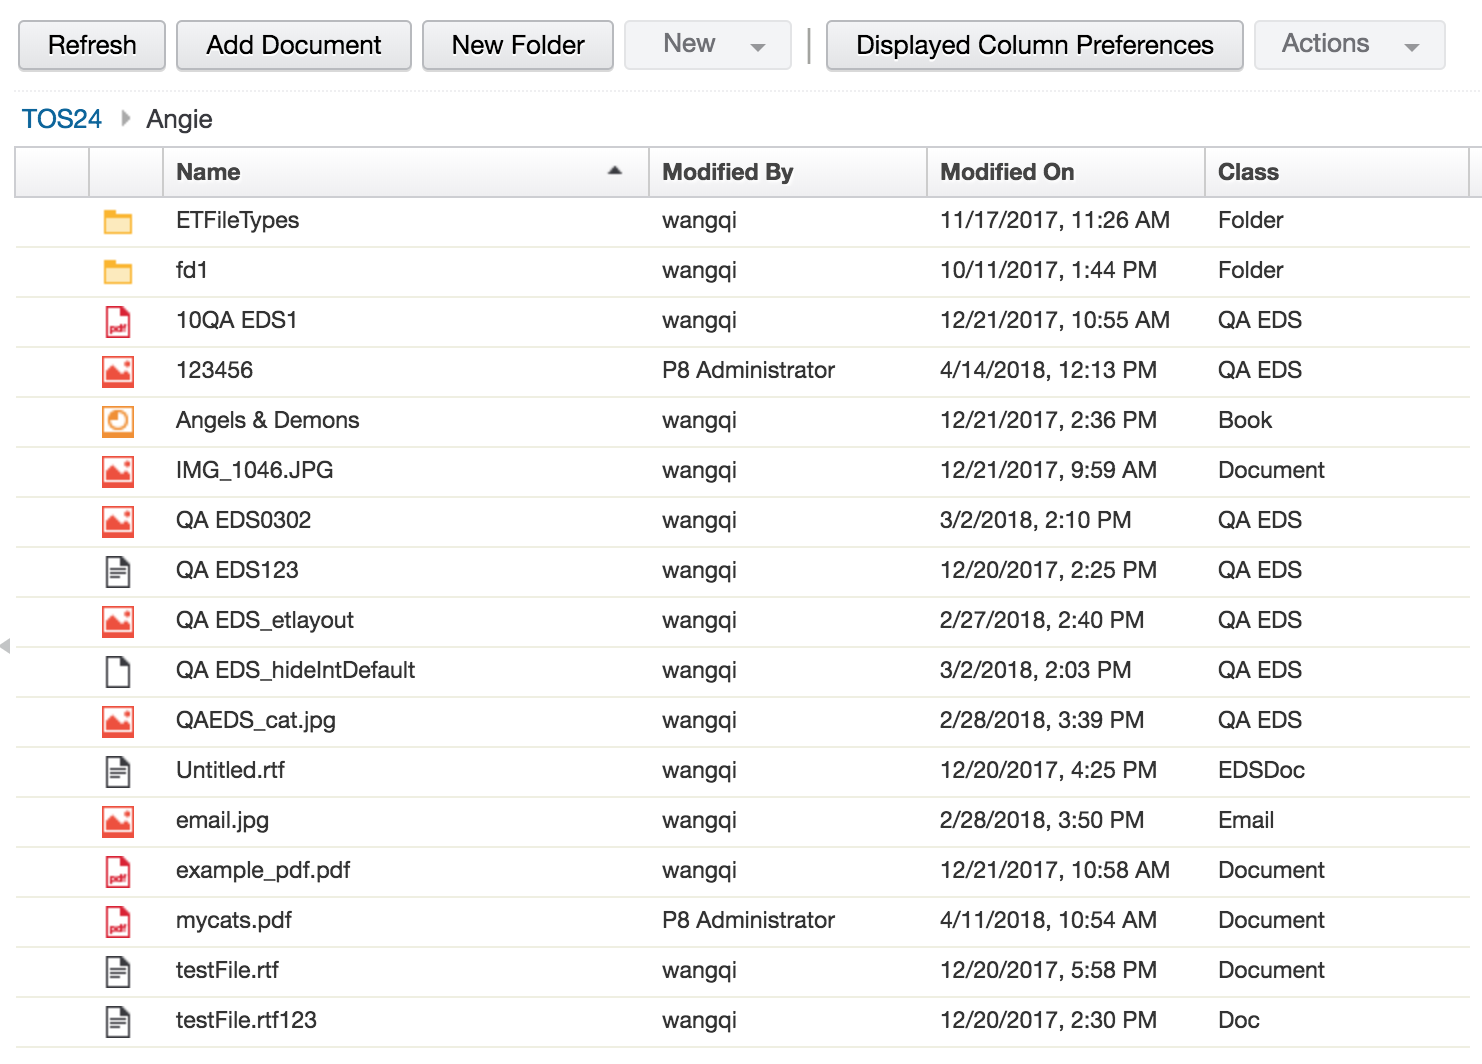 Refresh Add Document New Folder New Displayed Column Preferences Actions
TOS24 Angie
Name Modified By Modified On Class
ETFileTypes wangqi 11/17/2017, 11:26 AM Folder
fd1 wangqi 10/11/2017, 1:44 PM Folder
pdf 10QA EDS1 wangqi 12/21/2017, 10:55 AM QA EDS
123456 P8 Administrator 4/14/2018, 12:13 PM QA EDS
Angels & Demons wangqi 12/21/2017, 2:36 PM Book
IMG_1046.JPG wangqi 12/21/2017, 9:59 AM Document
QA EDS0302 wangqi 3/2/2018, 2:10 PM QA EDS
QA EDS123 wangqi 12/20/2017, 2:25 PM QA EDS
QA EDS_etlayout wangqi 2/27/2018, 2:40 PM QA EDS
QA EDS_hideIntDefault wangqi 3/2/2018, 2:03 PM QA EDS
QAEDS_cat.jpg wangqi 2/28/2018, 3:39 PM QA EDS
Untitled.rtf wangqi 12/20/2017, 4:25 PM EDSDoc
email.jpg wangqi 2/28/2018, 3:50 PM Email
pdf example_pdf.pdf wangqi 12/21/2017, 10:58 AM Document
pdf mycats.pdf P8 Administrator 4/11/2018, 10:54 AM Document
testFile.rtf wangqi 12/20/2017, 5:58 PM Document
testFile.rtf123 wangqi 12/20/2017, 2:30 PM Doc